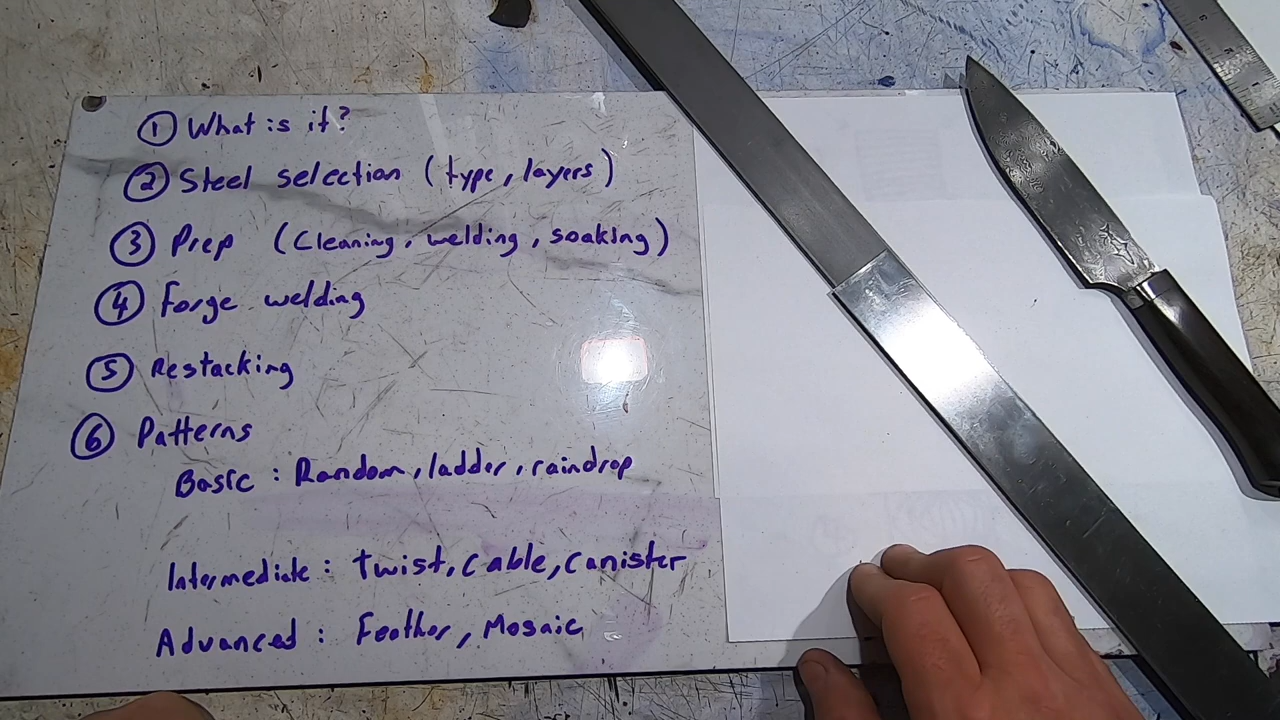 ① What is it?
② Steel selection (type, layers)
③ Prep (Cleaning, welding, soaking)
④ Forge welding
⑤ Restacking
⑥ Patterns
Basic : Random, ladder, raindrop
Intermediate : twist, Cable, Canister
Advanced : Feather, Mosaic